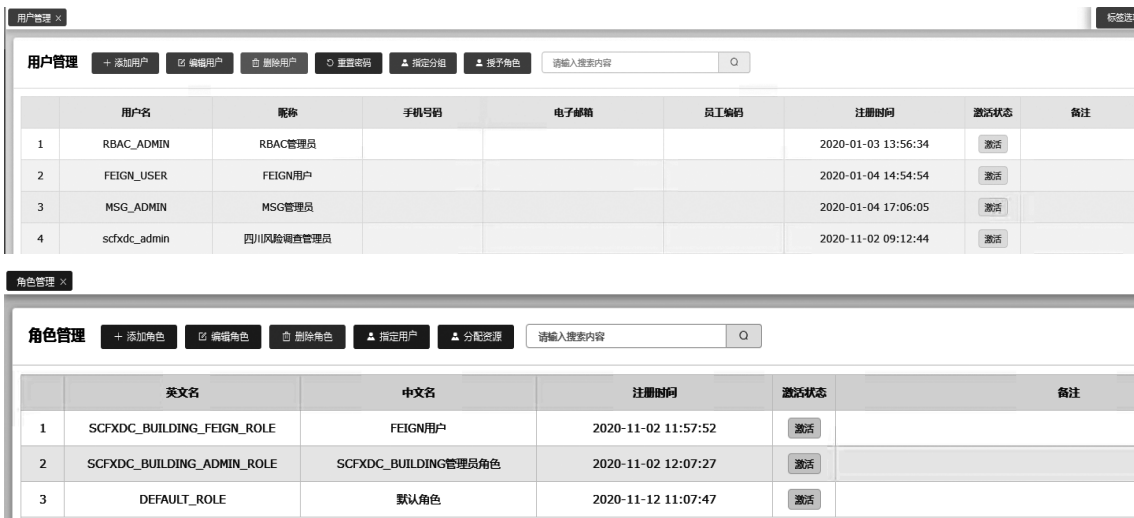 用户管理 × 标签选
用户管理 + 添加用户 编辑用户 删除用户 重置密码 指定分组 授予角色 请输入搜索内容
用户名 昵称 手机号码 电子邮箱 员工编码 注册时间 激活状态 备注
1 RBAC_ADMIN RBAC管理员 2020-01-03 13:56:34 激活
2 FEIGN_USER FEIGN用户 2020-01-04 14:54:54 激活
3 MSG_ADMIN MSG管理员 2020-01-04 17:06:05 激活
4 scfxdc_admin 四川风险调查管理员 2020-11-02 09:12:44 激活
角色管理 ×
角色管理 + 添加角色 编辑角色 删除角色 指定用户 分配资源 请输入搜索内容
英文名 中文名 注册时间 激活状态 备注
1 SCFXDC_BUILDING_FEIGN_ROLE FEIGN用户 2020-11-02 11:57:52 激活
2 SCFXDC_BUILDING_ADMIN_ROLE SCFXDC_BUILDING管理员角色 2020-11-02 12:07:27 激活
3 DEFAULT_ROLE 默认角色 2020-11-12 11:07:47 激活